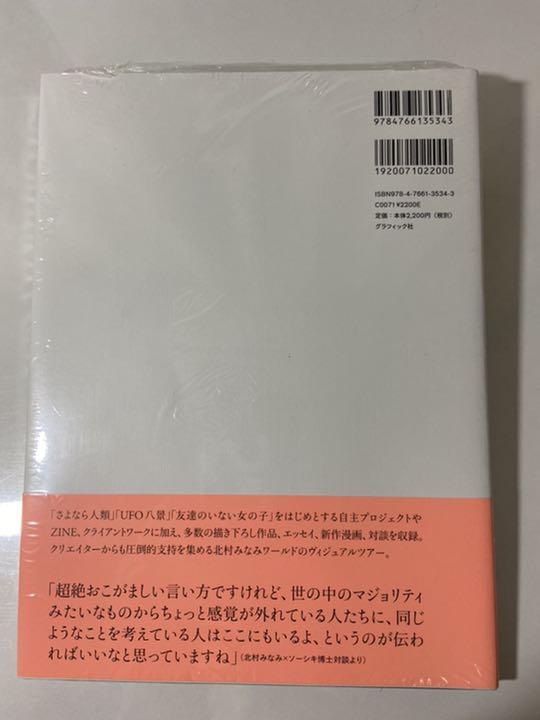 9784766135343
1920071022000
ISBN978-4-7661-3534-3
C0071 ¥2200E
定価：本体2,200円（税別）
グラフィック社
「さよなら人類」「UFO八景」「友達のいない女の子」をはじめとする自主プロジェクトや
ZINE、クライアントワークに加え、多数の描き下ろし作品、エッセイ、新作漫画、対談を収録。
クリエイターからも圧倒的支持を集める北村みなみワールドのヴィジュアルツアー。
「超絶おこがましい言い方ですけれど、世の中のマジョリティ
みたいなものからちょっと感覚が外れている人たちに、同じ
ようなことを考えている人はここにもいるよ、というのが伝わ
ればいいなと思っていますね」（北村みなみ×ソーシキ博士対談より）